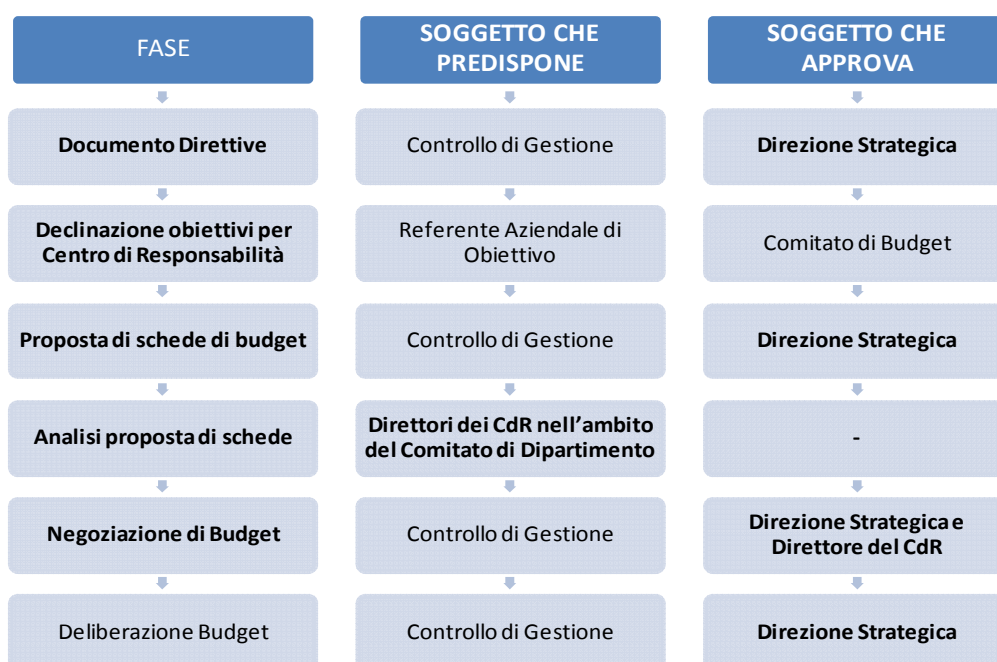 FASE
SOGGETTO CHE
PREDISPONE
SOGGETTO CHE
APPROVA
Documento Direttive
Controllo di Gestione
Direzione Strategica
Declinazione obiettivi per
Centro di Responsabilità
Referente Aziendale di
Obiettivo
Comitato di Budget
Proposta di schede di budget
Controllo di Gestione
Direzione Strategica
Analisi proposta di schede
Direttori dei CdR nell’ambito
del Comitato di Dipartimento
-
Negoziazione di Budget
Controllo di Gestione
Direzione Strategica e
Direttore del CdR
Deliberazione Budget
Controllo di Gestione
Direzione Strategica